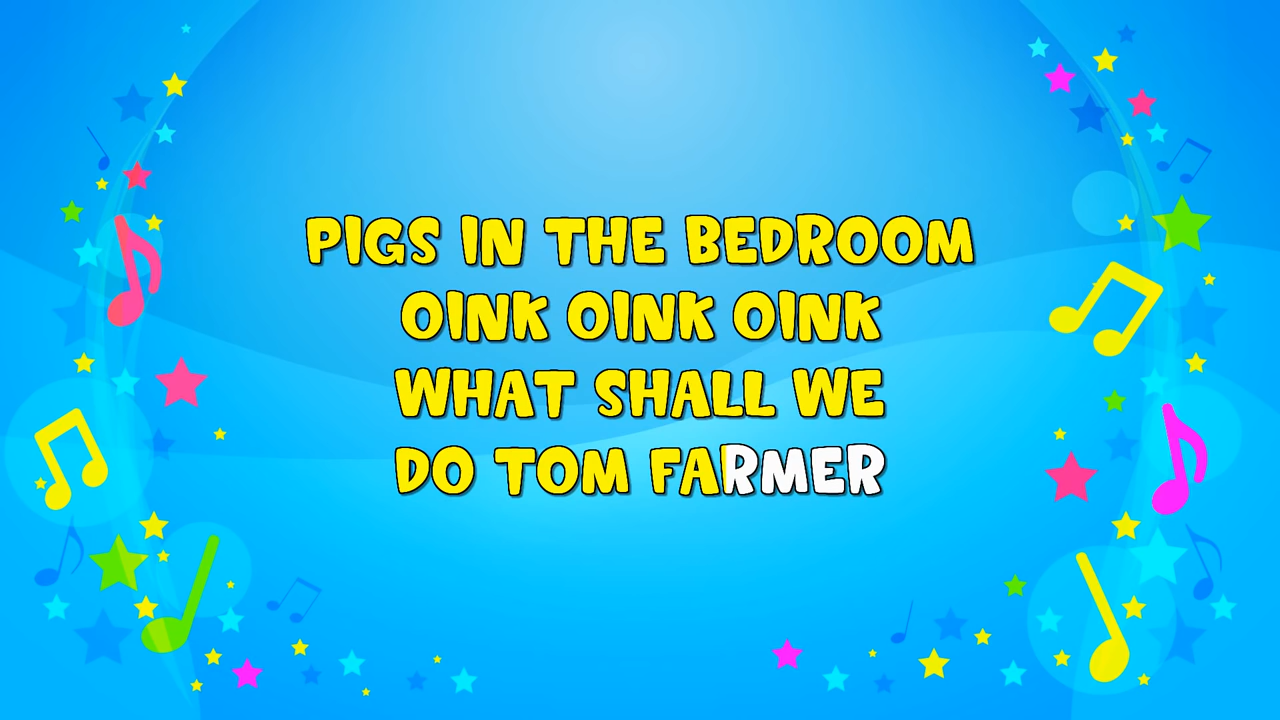 PIGS IN THE BEDROOM
OINK OINK OINK
WHAT SHALL WE
DO TOM FARMER